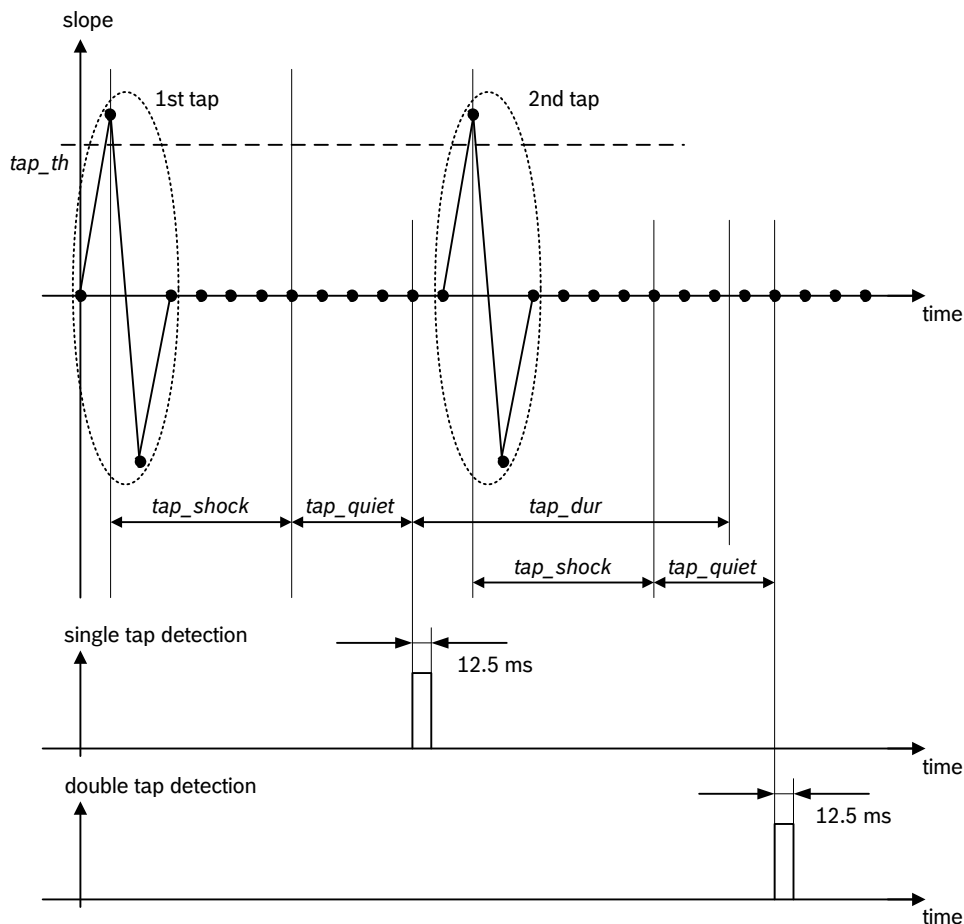 slope
1st tap
2nd tap
tap_th
time
tap_shock
tap_quiet
tap_dur
tap_shock
tap_quiet
single tap detection
12.5 ms
time
double tap detection
12.5 ms
time